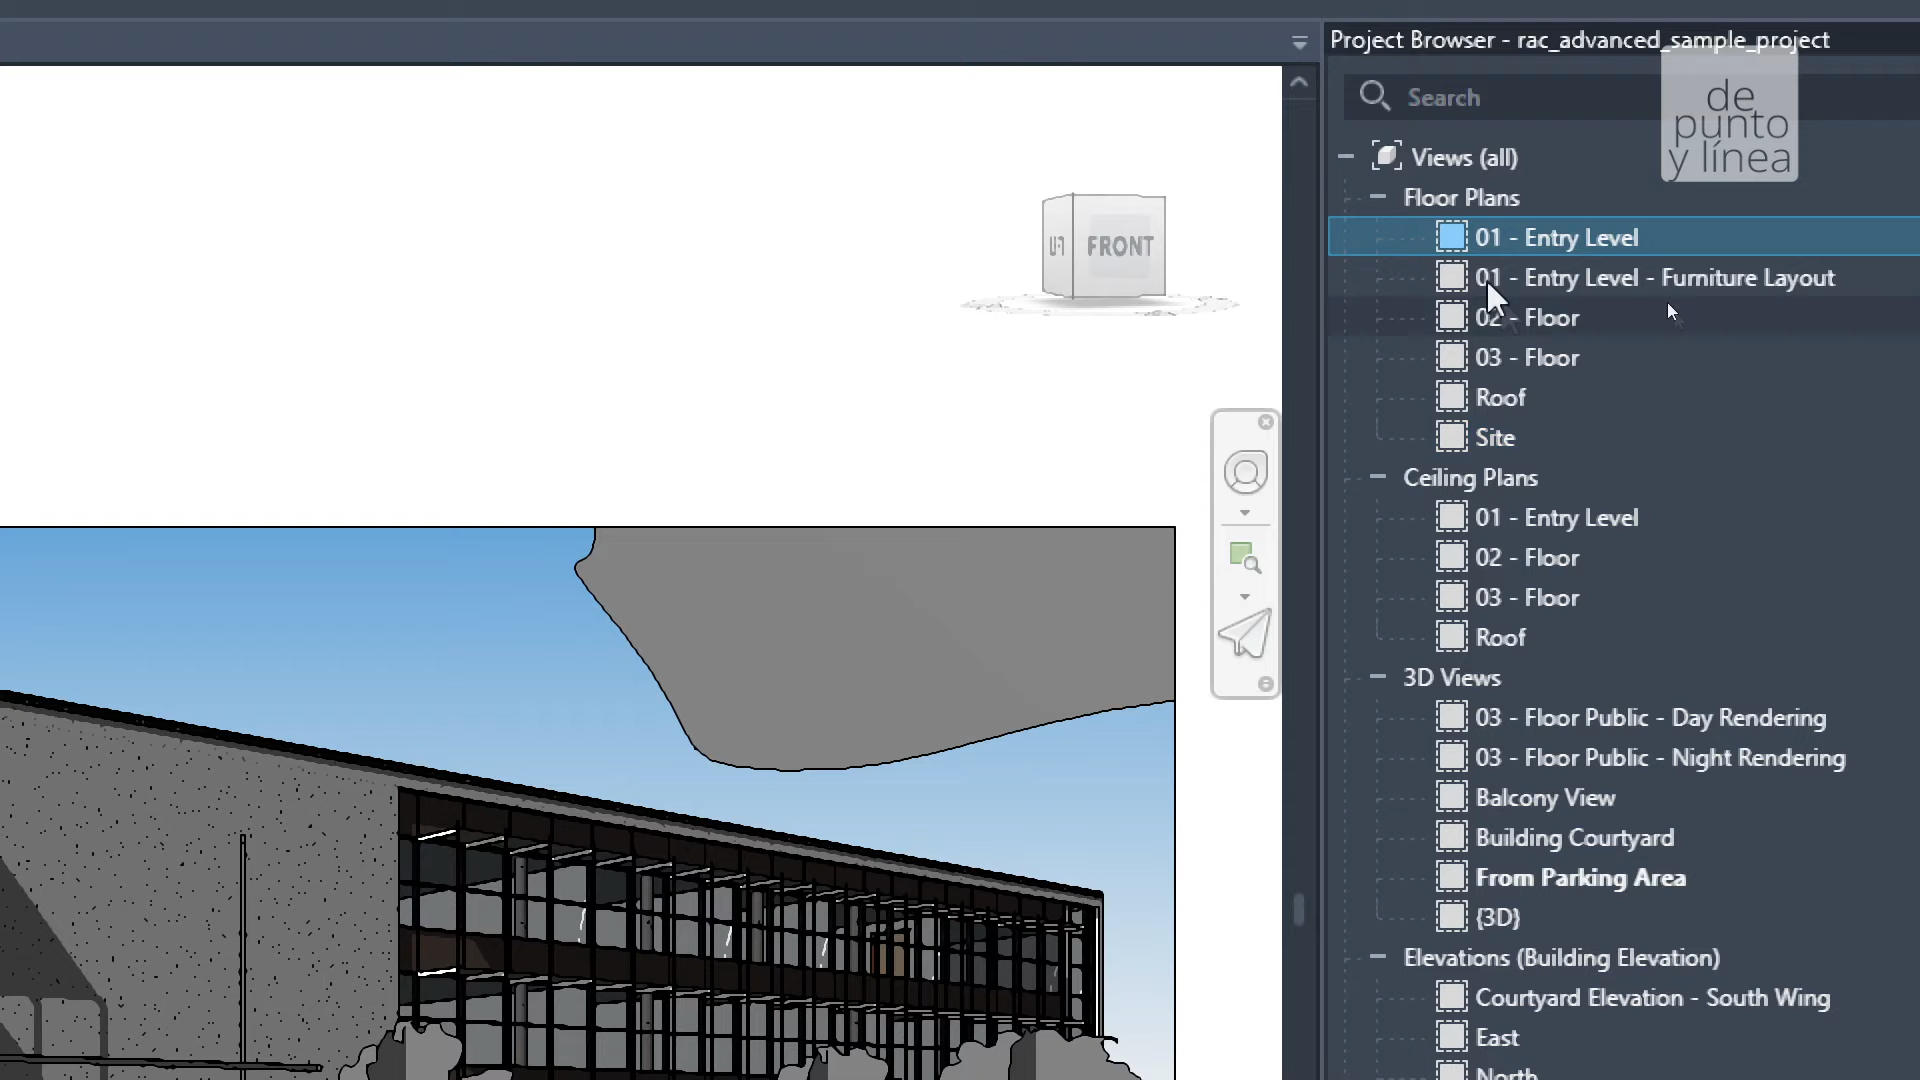 Project Browser - rac_advanced_sample_project
Search
de
punto
y línea
Views (all)
Floor Plans
01 - Entry Level
01 - Entry Level - Furniture Layout
02 - Floor
03 - Floor
Roof
Site
Ceiling Plans
01 - Entry Level
02 - Floor
03 - Floor
Roof
3D Views
03 - Floor Public - Day Rendering
03 - Floor Public - Night Rendering
Balcony View
Building Courtyard
From Parking Area
{3D}
Elevations (Building Elevation)
Courtyard Elevation - South Wing
East
North
FRONT